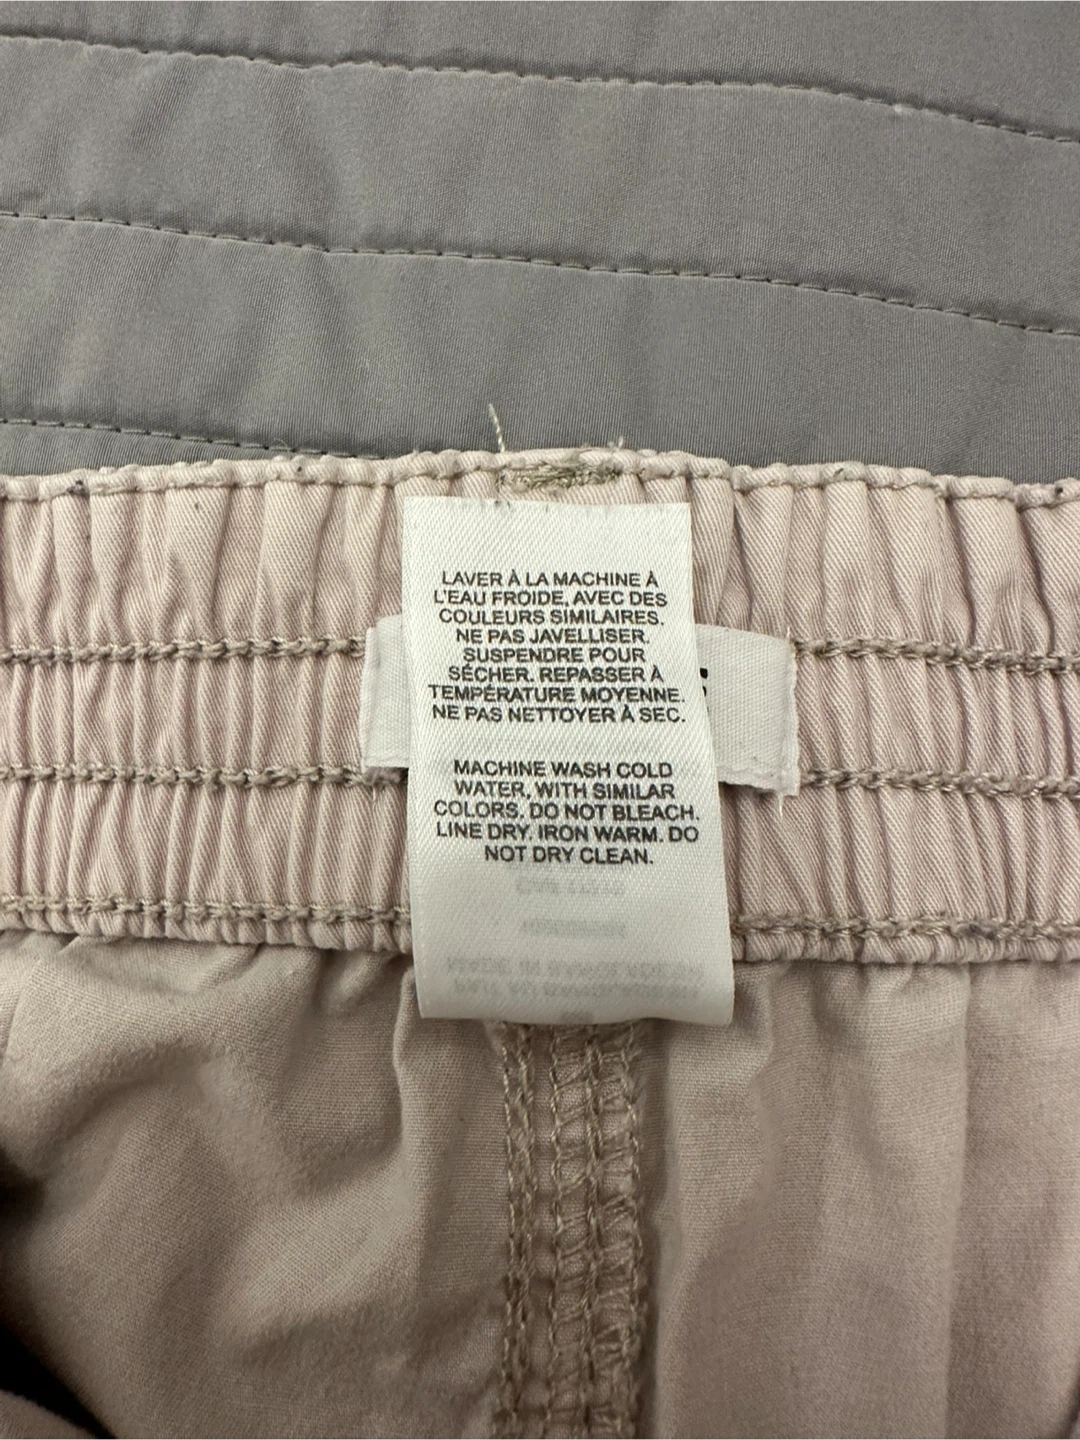 LAVER À LA MACHINE À
L'EAU FROIDE, AVEC DES
COULEURS SIMILAIRES.
NE PAS JAVELLISER.
SUSPENDRE POUR
SÉCHER. REPASSER À
TEMPÉRATURE MOYENNE.
NE PAS NETTOYER À SEC.
MACHINE WASH COLD
WATER, WITH SIMILAR
COLORS. DO NOT BLEACH.
LINE DRY. IRON WARM. DO
NOT DRY CLEAN.